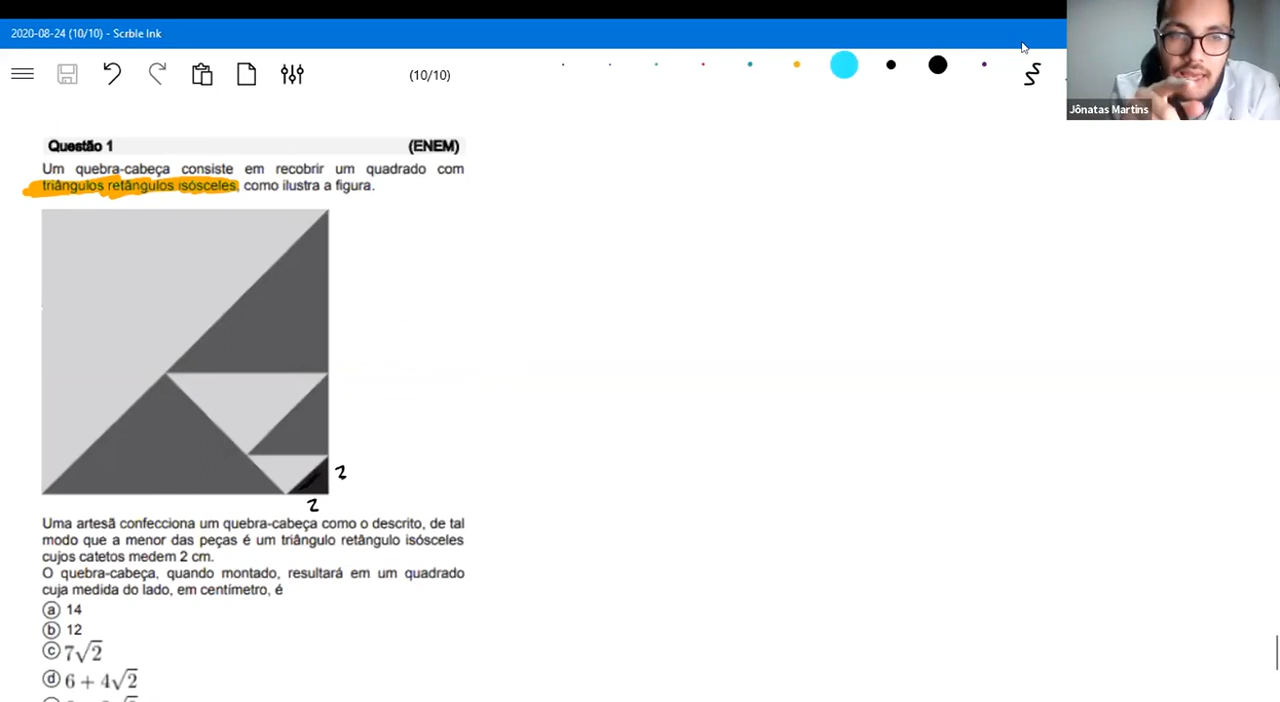 2020-08-24 (10/10) - Scrble Ink
(10/10)
Jônatas Martins
Questão 1 (ENEM)
Um quebra-cabeça consiste em recobrir um quadrado com
triângulos retângulos isósceles, como ilustra a figura.
2
2
Uma artesã confecciona um quebra-cabeça como o descrito, de tal
modo que a menor das peças é um triângulo retângulo isósceles
cujos catetos medem 2 cm.
O quebra-cabeça, quando montado, resultará em um quadrado
cuja medida do lado, em centímetro, é
a 14
b 12
c 7√2
d 6 + 4√2